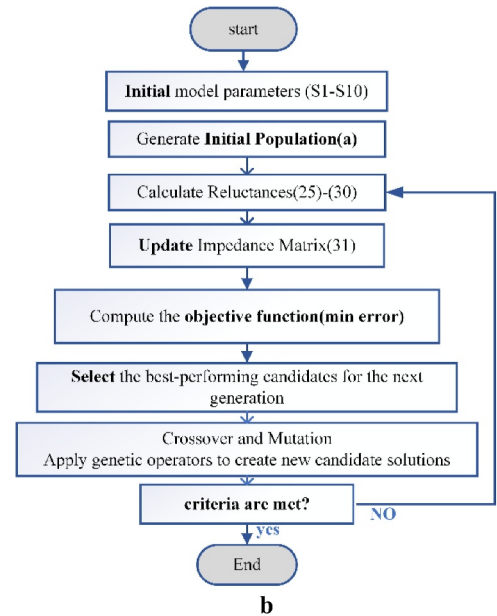 start
Initial model parameters (S1-S10)
Generate Initial Population(a)
Calculate Reluctances(25)-(30)
Update Impedance Matrix(31)
Compute the objective function(min error)
Select the best-performing candidates for the next
generation
Crossover and Mutation
Apply genetic operators to create new candidate solutions
criteria are met?
NO
yes
End
b